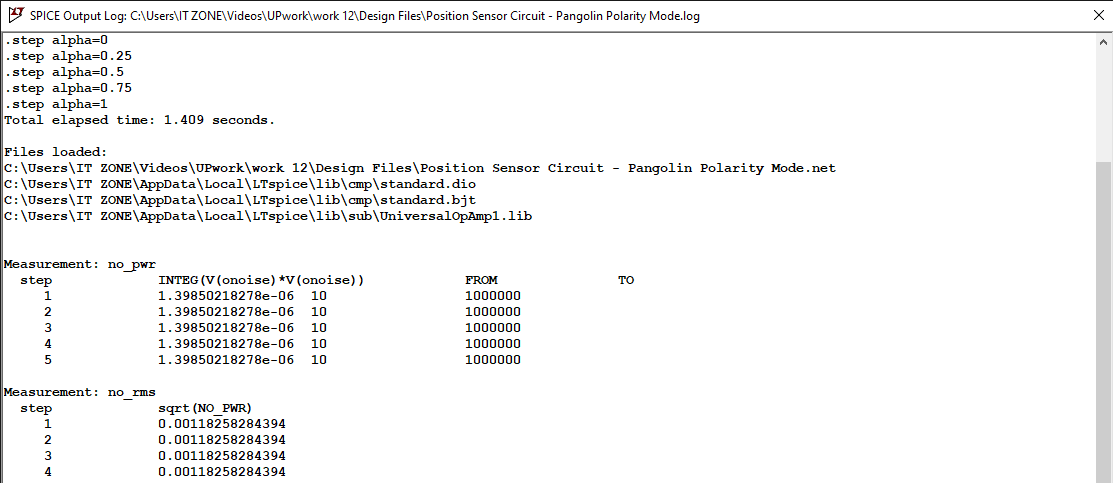 SPICE Output Log: C:\Users\IT ZONE\Videos\UPwork\work 12\Design Files\Position Sensor Circuit - Pangolin Polarity Mode.log
.step alpha=0
.step alpha=0.25
.step alpha=0.5
.step alpha=0.75
.step alpha=1
Total elapsed time: 1.409 seconds.
Files loaded:
C:\Users\IT ZONE\Videos\UPwork\work 12\Design Files\Position Sensor Circuit - Pangolin Polarity Mode.net
C:\Users\IT ZONE\AppData\Local\LTspice\lib\cmp\standard.dio
C:\Users\IT ZONE\AppData\Local\LTspice\lib\cmp\standard.bjt
C:\Users\IT ZONE\AppData\Local\LTspice\lib\sub\UniversalOpAmp1.lib
Measurement: no_pwr
step INTEG(V(onoise)*V(onoise)) FROM TO
1 1.39850218278e-06 10 1000000
2 1.39850218278e-06 10 1000000
3 1.39850218278e-06 10 1000000
4 1.39850218278e-06 10 1000000
5 1.39850218278e-06 10 1000000
Measurement: no_rms
step sqrt(NO_PWR)
1 0.00118258284394
2 0.00118258284394
3 0.00118258284394
4 0.00118258284394